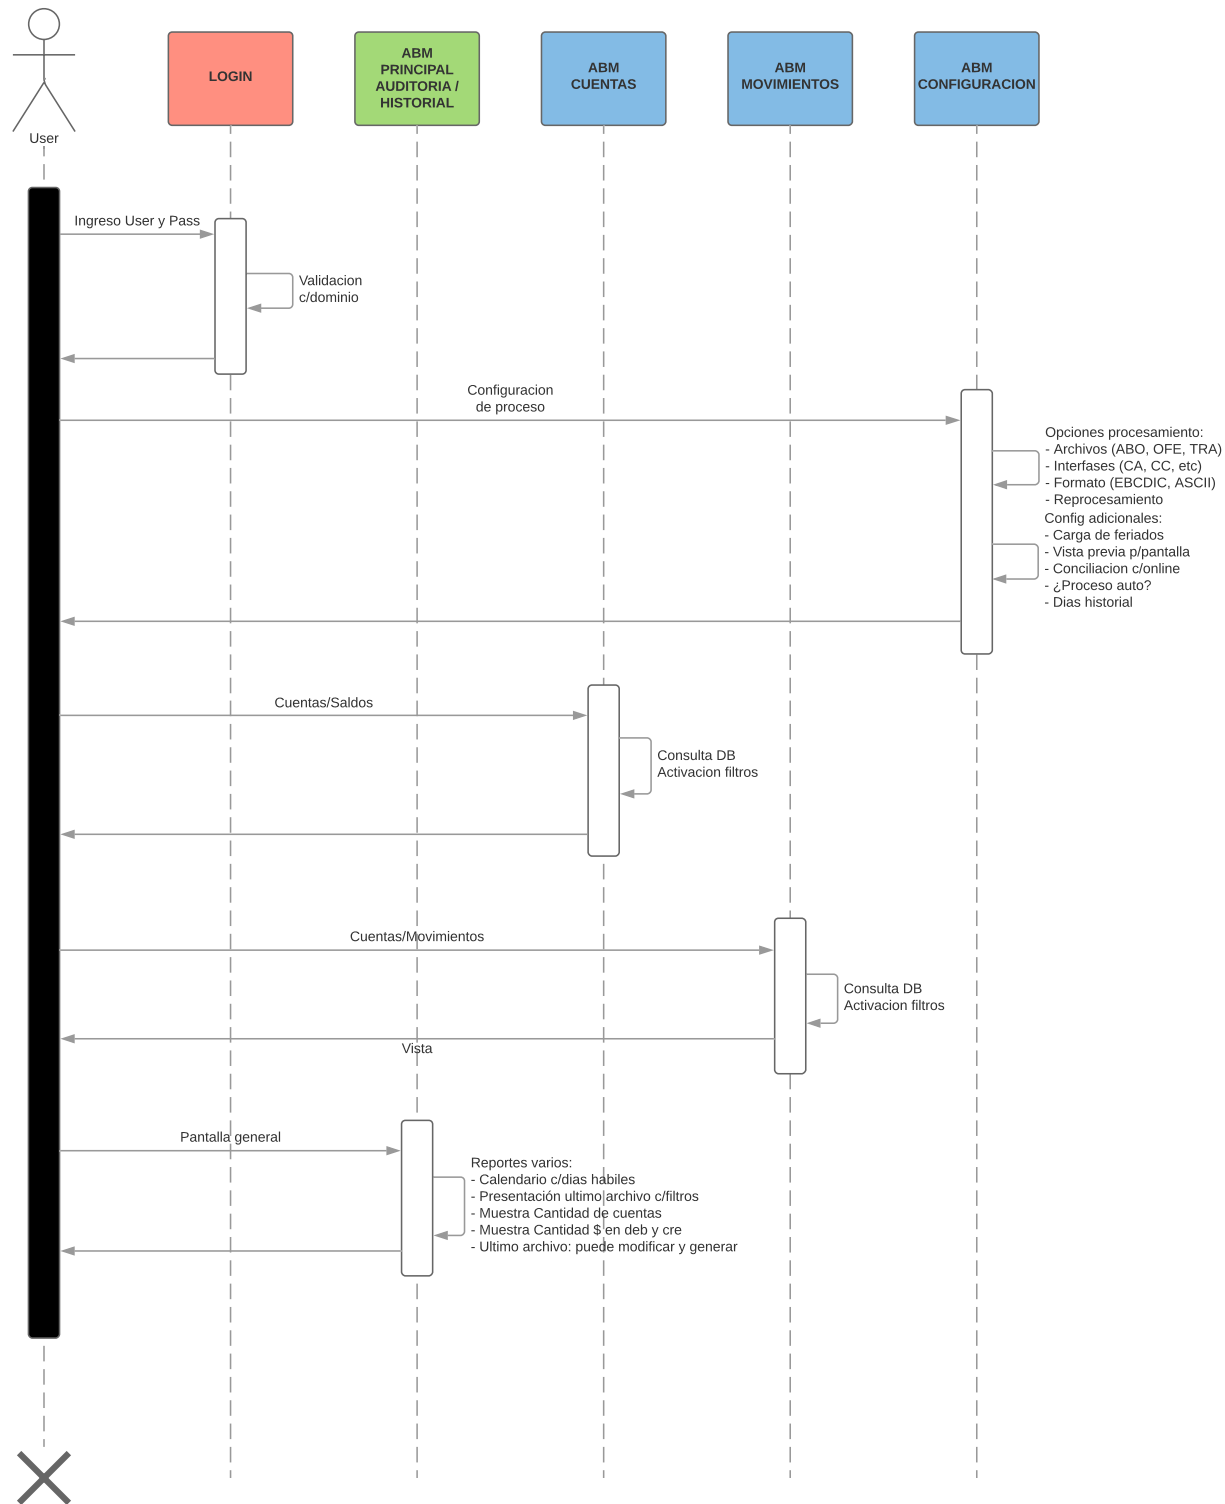 User
LOGIN
ABM
PRINCIPAL
AUDITORIA /
HISTORIAL
ABM
CUENTAS
ABM
MOVIMIENTOS
ABM
CONFIGURACION
Ingreso User y Pass
Validacion
c/dominio
Configuracion
de proceso
Opciones procesamiento:
- Archivos (ABO, OFE, TRA)
- Interfases (CA, CC, etc)
- Formato (EBCDIC, ASCII)
- Reprocesamiento
Config adicionales:
- Carga de feriados
- Vista previa p/pantalla
- Conciliacion c/online
- ¿Proceso auto?
- Dias historial
Cuentas/Saldos
Consulta DB
Activacion filtros
Cuentas/Movimientos
Consulta DB
Activacion filtros
Vista
Pantalla general
Reportes varios:
- Calendario c/dias habiles
- Presentación ultimo archivo c/filtros
- Muestra Cantidad de cuentas
- Muestra Cantidad $ en deb y cre
- Ultimo archivo: puede modificar y generar